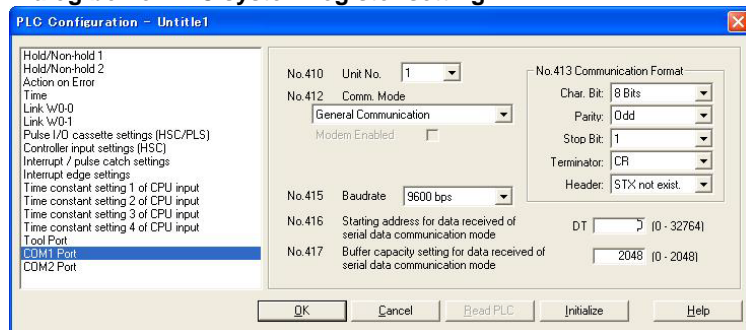 PLC Configuration - Untitle1
Hold/Non-hold 1
Hold/Non-hold 2
Action on Error
Time
Link W0-0
Link W0-1
Pulse I/O cassette settings (HSC/PLS)
Controller input settings (HSC)
Interrupt / pulse catch settings
Interrupt edge settings
Time constant setting 1 of CPU input
Time constant setting 2 of CPU input
Time constant setting 3 of CPU input
Time constant setting 4 of CPU input
Tool Port
COM1 Port
COM2 Port
No.410 Unit No. 1
No.412 Comm. Mode
General Communication
Modem Enabled
No.413 Communication Format
Char. Bit: 8 Bits
Parity: Odd
Stop Bit: 1
Terminator: CR
Header: STX not exist.
No.415 Baudrate 9600 bps
No.416 Starting address for data received of
serial data communication mode
DT (0 - 32764)
No.417 Buffer capacity setting for data received of
serial data communication mode
2048 (0 - 2048)
OK Cancel Read PLC Initialize Help